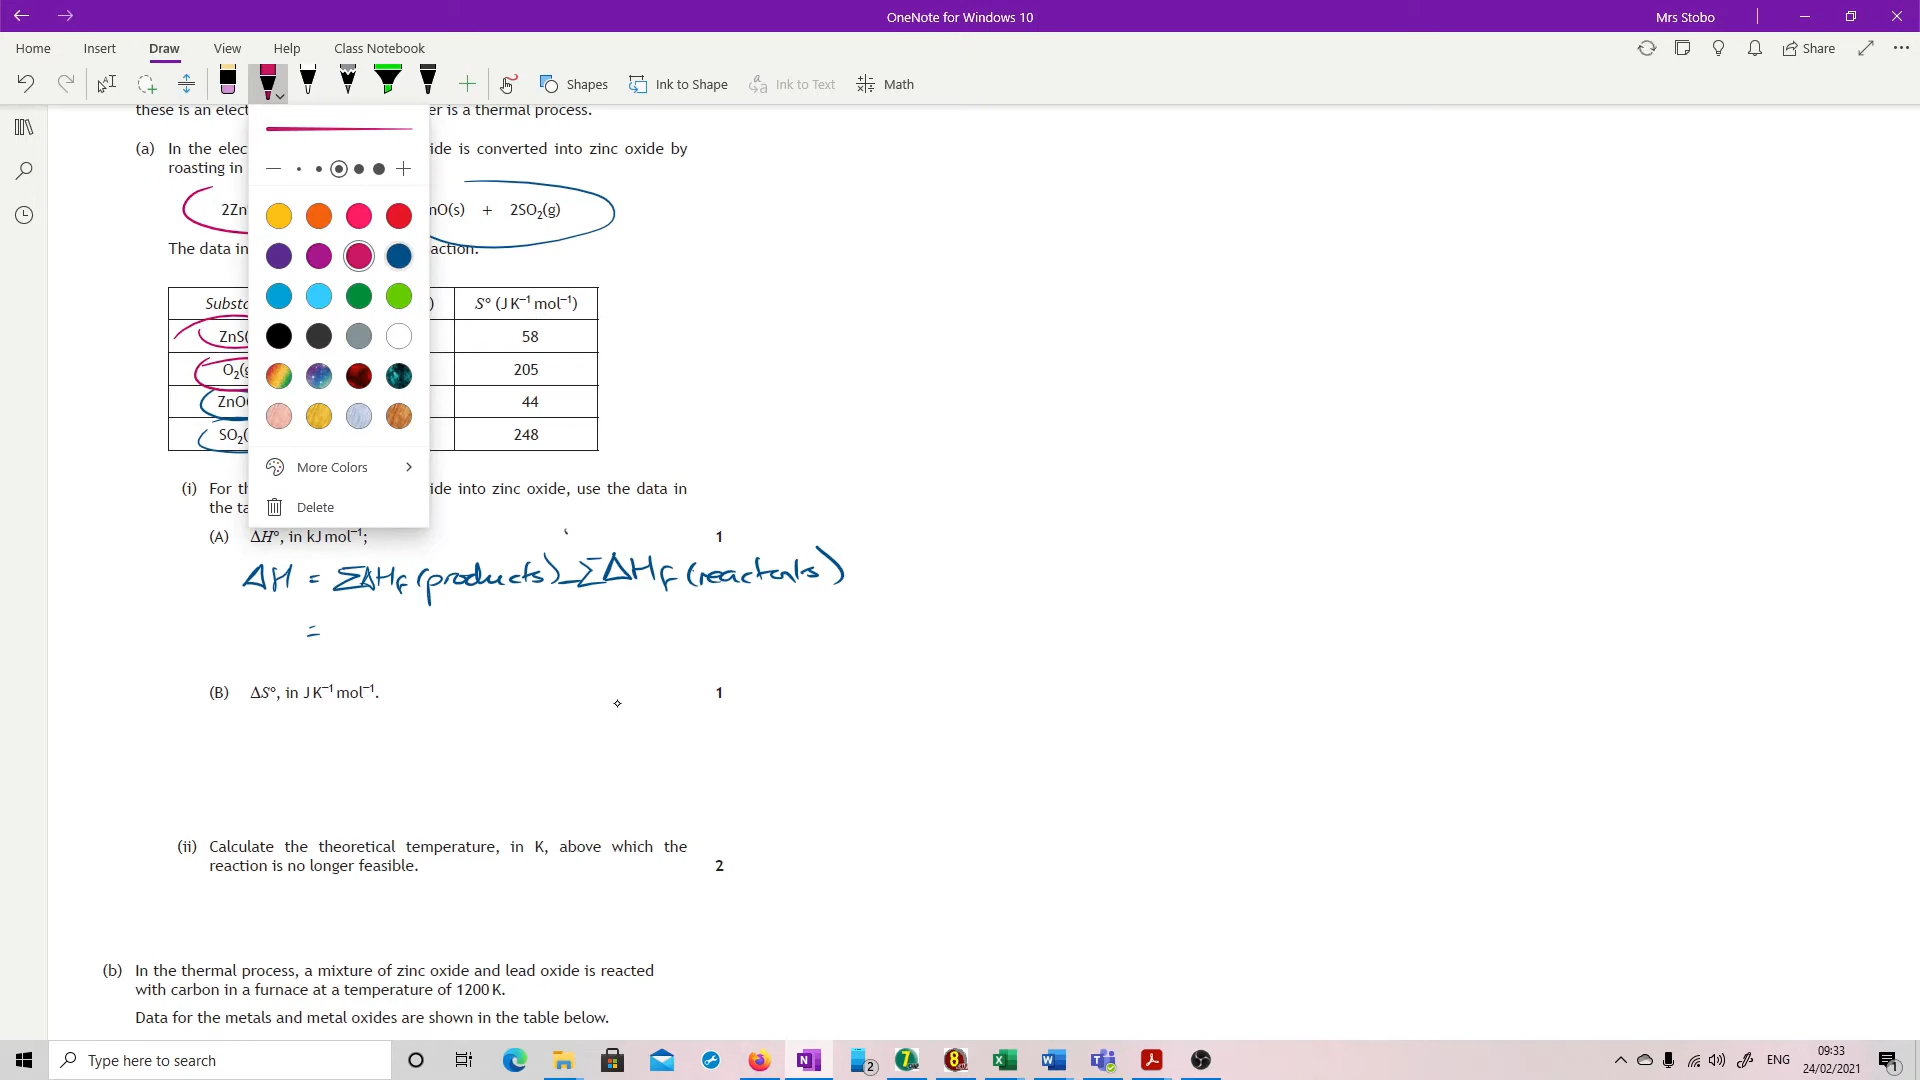 OneNote for Windows 10
Mrs Stobo
Home Insert Draw View Help Class Notebook
Share
Shapes Ink to Shape Ink to Text Math
these is an elect er is a thermal process.
(a) In the elec ide is converted into zinc oxide by
roasting in
2Zn nO(s) + 2SO₂(g)
The data in action.
Substa ) S° (J K⁻¹ mol⁻¹)
ZnS( 58
O₂(g 205
ZnO( 44
SO₂( 248
More Colors
Delete
(i) For th ide into zinc oxide, use the data in
the ta
(A) ΔH°, in kJ mol⁻¹; 1
ΔH = ΣΔHf (products) – ΣΔHf (reactants)
=
(B) ΔS°, in J K⁻¹ mol⁻¹. 1
(ii) Calculate the theoretical temperature, in K, above which the
reaction is no longer feasible. 2
(b) In the thermal process, a mixture of zinc oxide and lead oxide is reacted
with carbon in a furnace at a temperature of 1200 K.
Data for the metals and metal oxides are shown in the table below.
Type here to search
2
7
8
ENG
09:33
24/02/2021
1